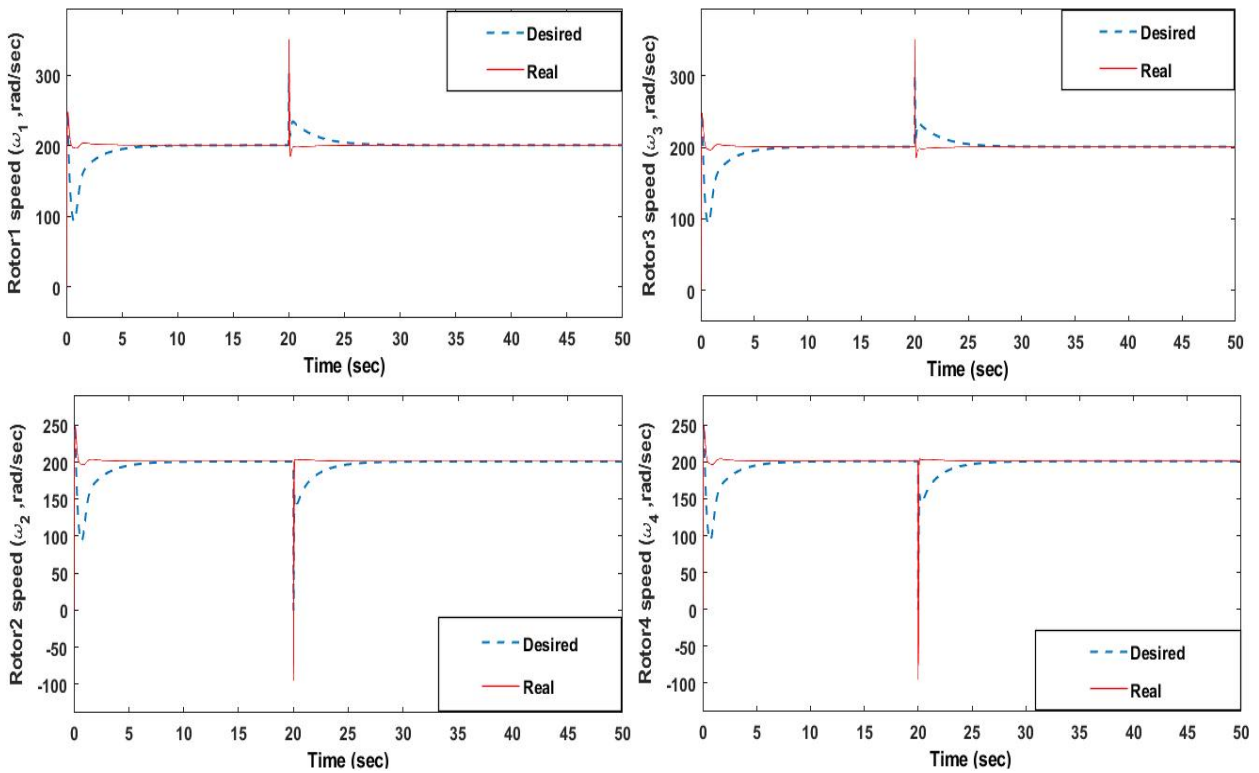 Rotor1 speed (ω1 ,rad/sec)
300
200
100
0
Desired
Real
0 5 10 15 20 25 30 35 40 45 50
Time (sec)
Rotor3 speed (ω3 ,rad/sec)
300
200
100
0
Desired
Real
0 5 10 15 20 25 30 35 40 45 50
Time (sec)
Rotor2 speed (ω2 ,rad/sec)
250
200
150
100
50
0
-50
-100
Desired
Real
0 5 10 15 20 25 30 35 40 45 50
Time (sec)
Rotor4 speed (ω4 ,rad/sec)
250
200
150
100
50
0
-50
-100
Desired
Real
0 5 10 15 20 25 30 35 40 45 50
Time (sec)